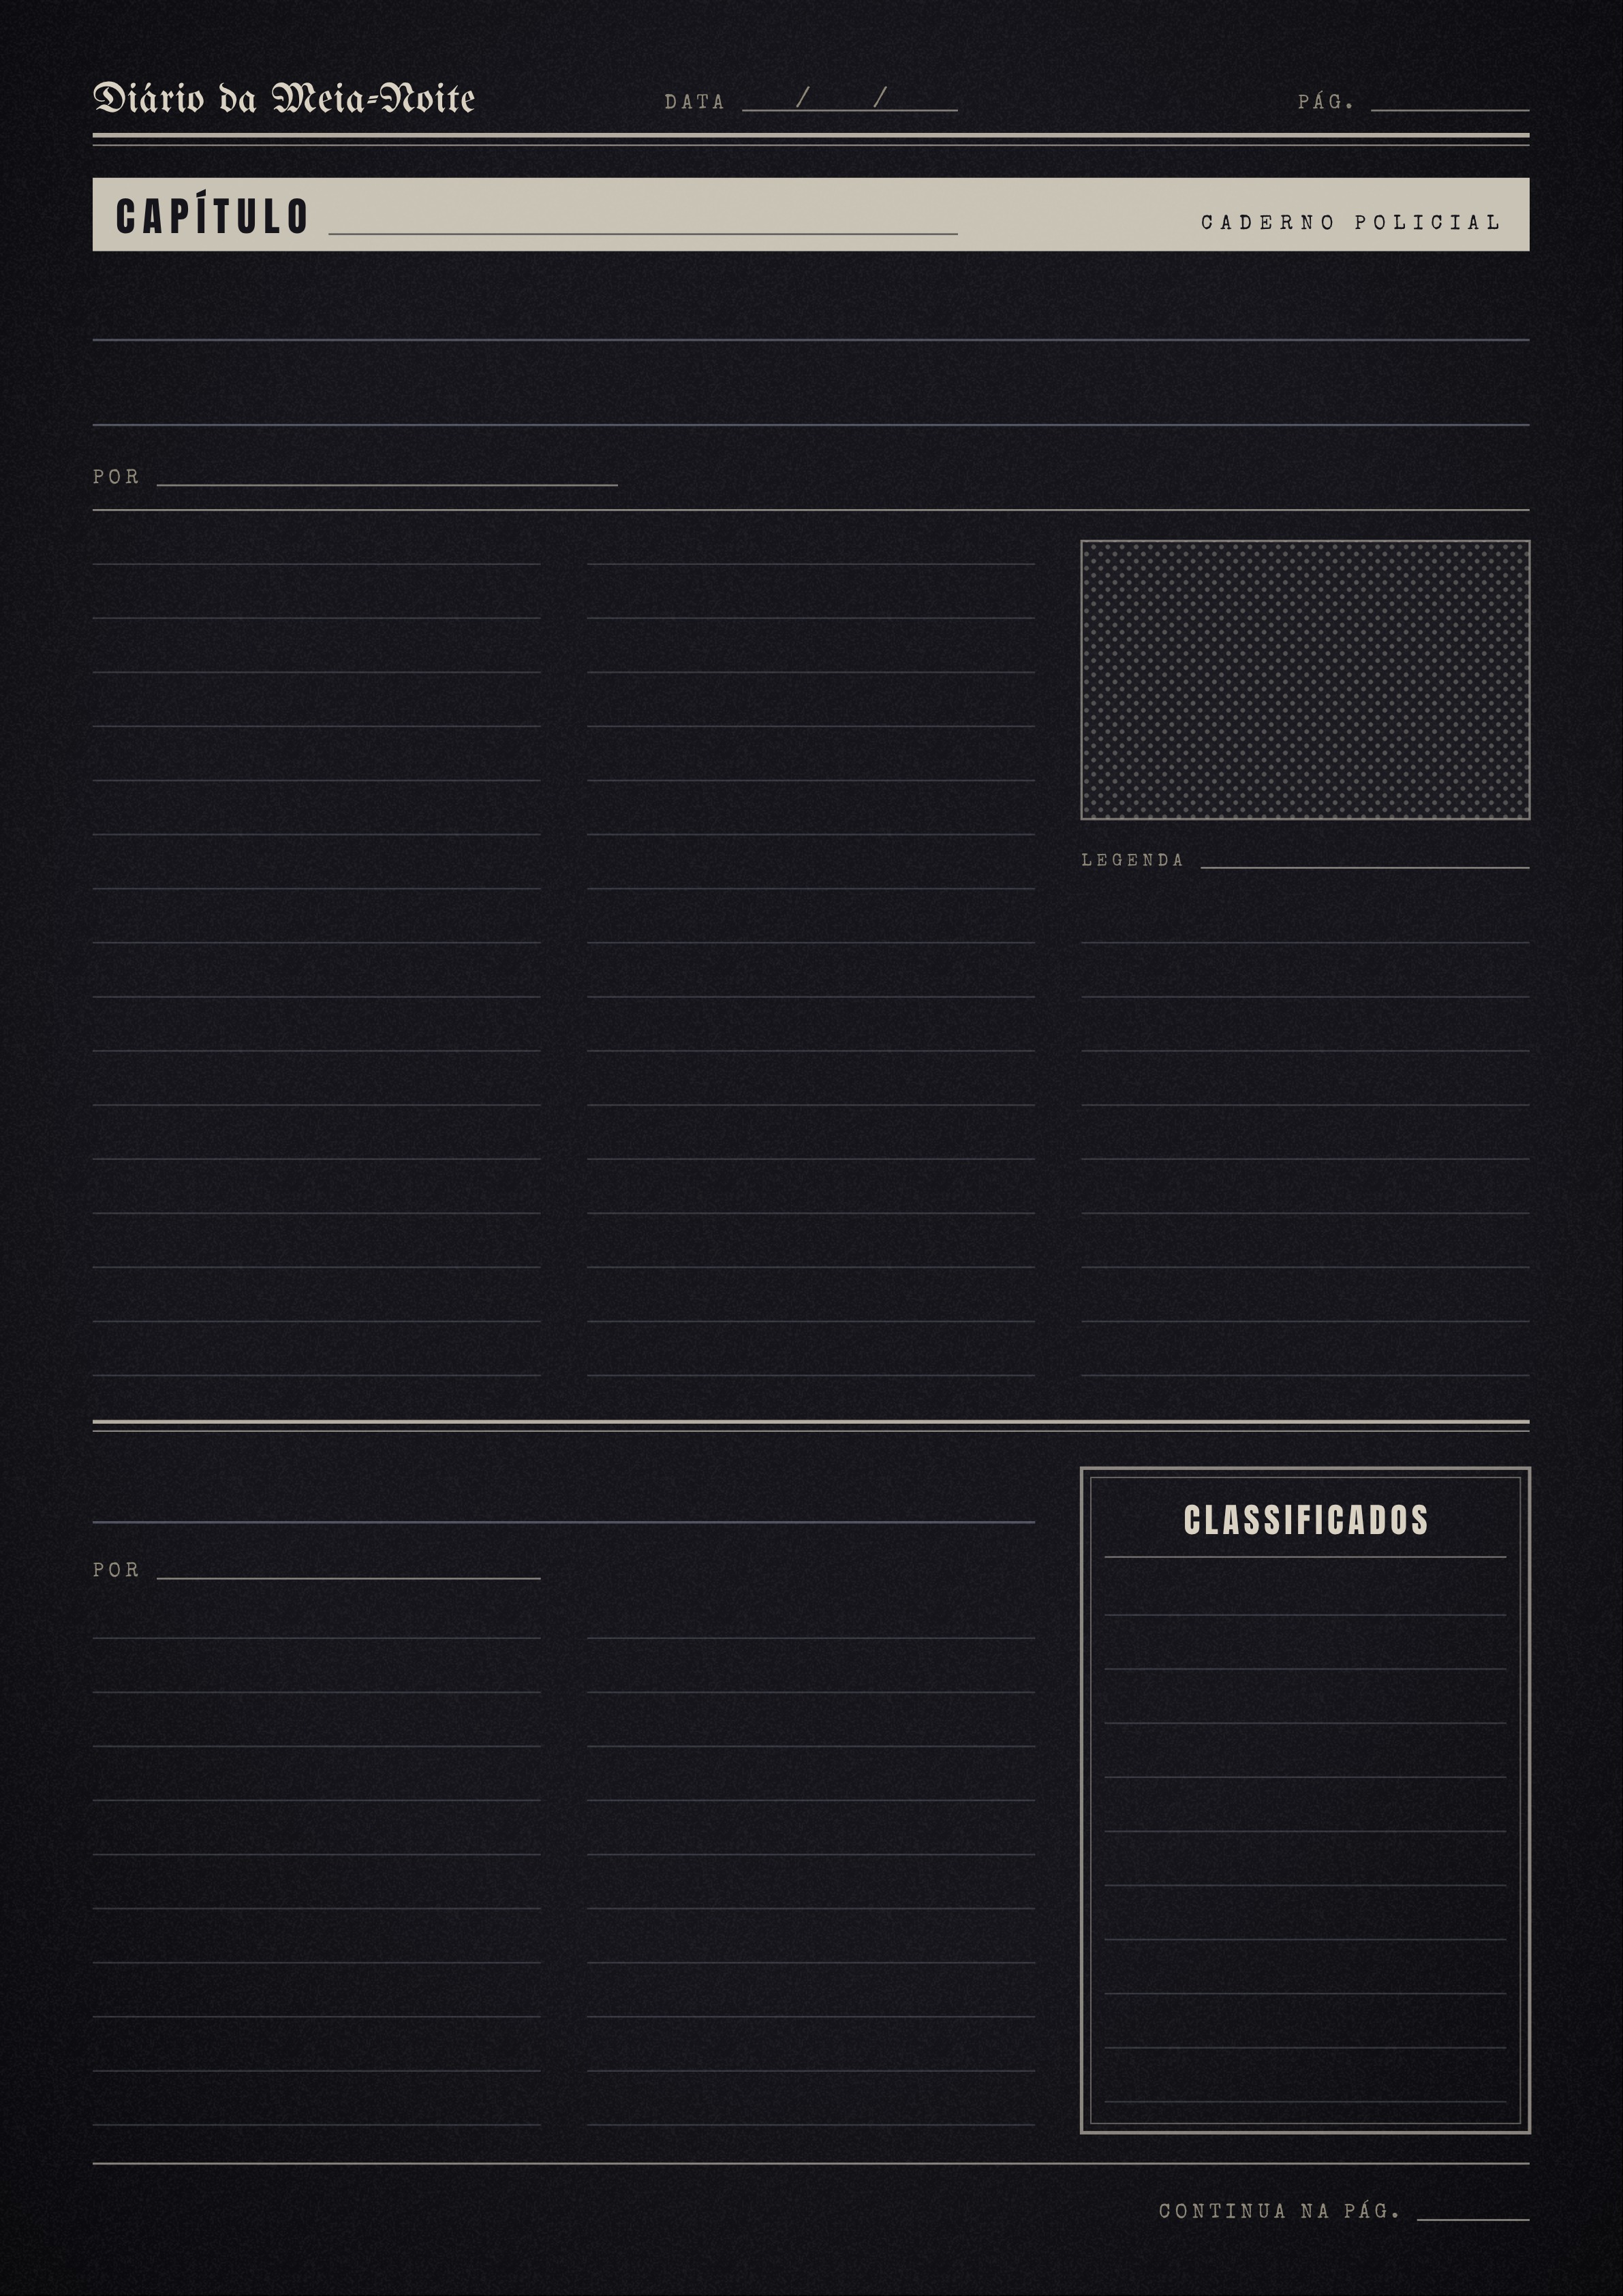 Diário da Meia-Noite DATA / / PÁG.
CAPÍTULO CADERNO POLICIAL
POR
LEGENDA
CLASSIFICADOS
POR
CONTINUA NA PÁG.